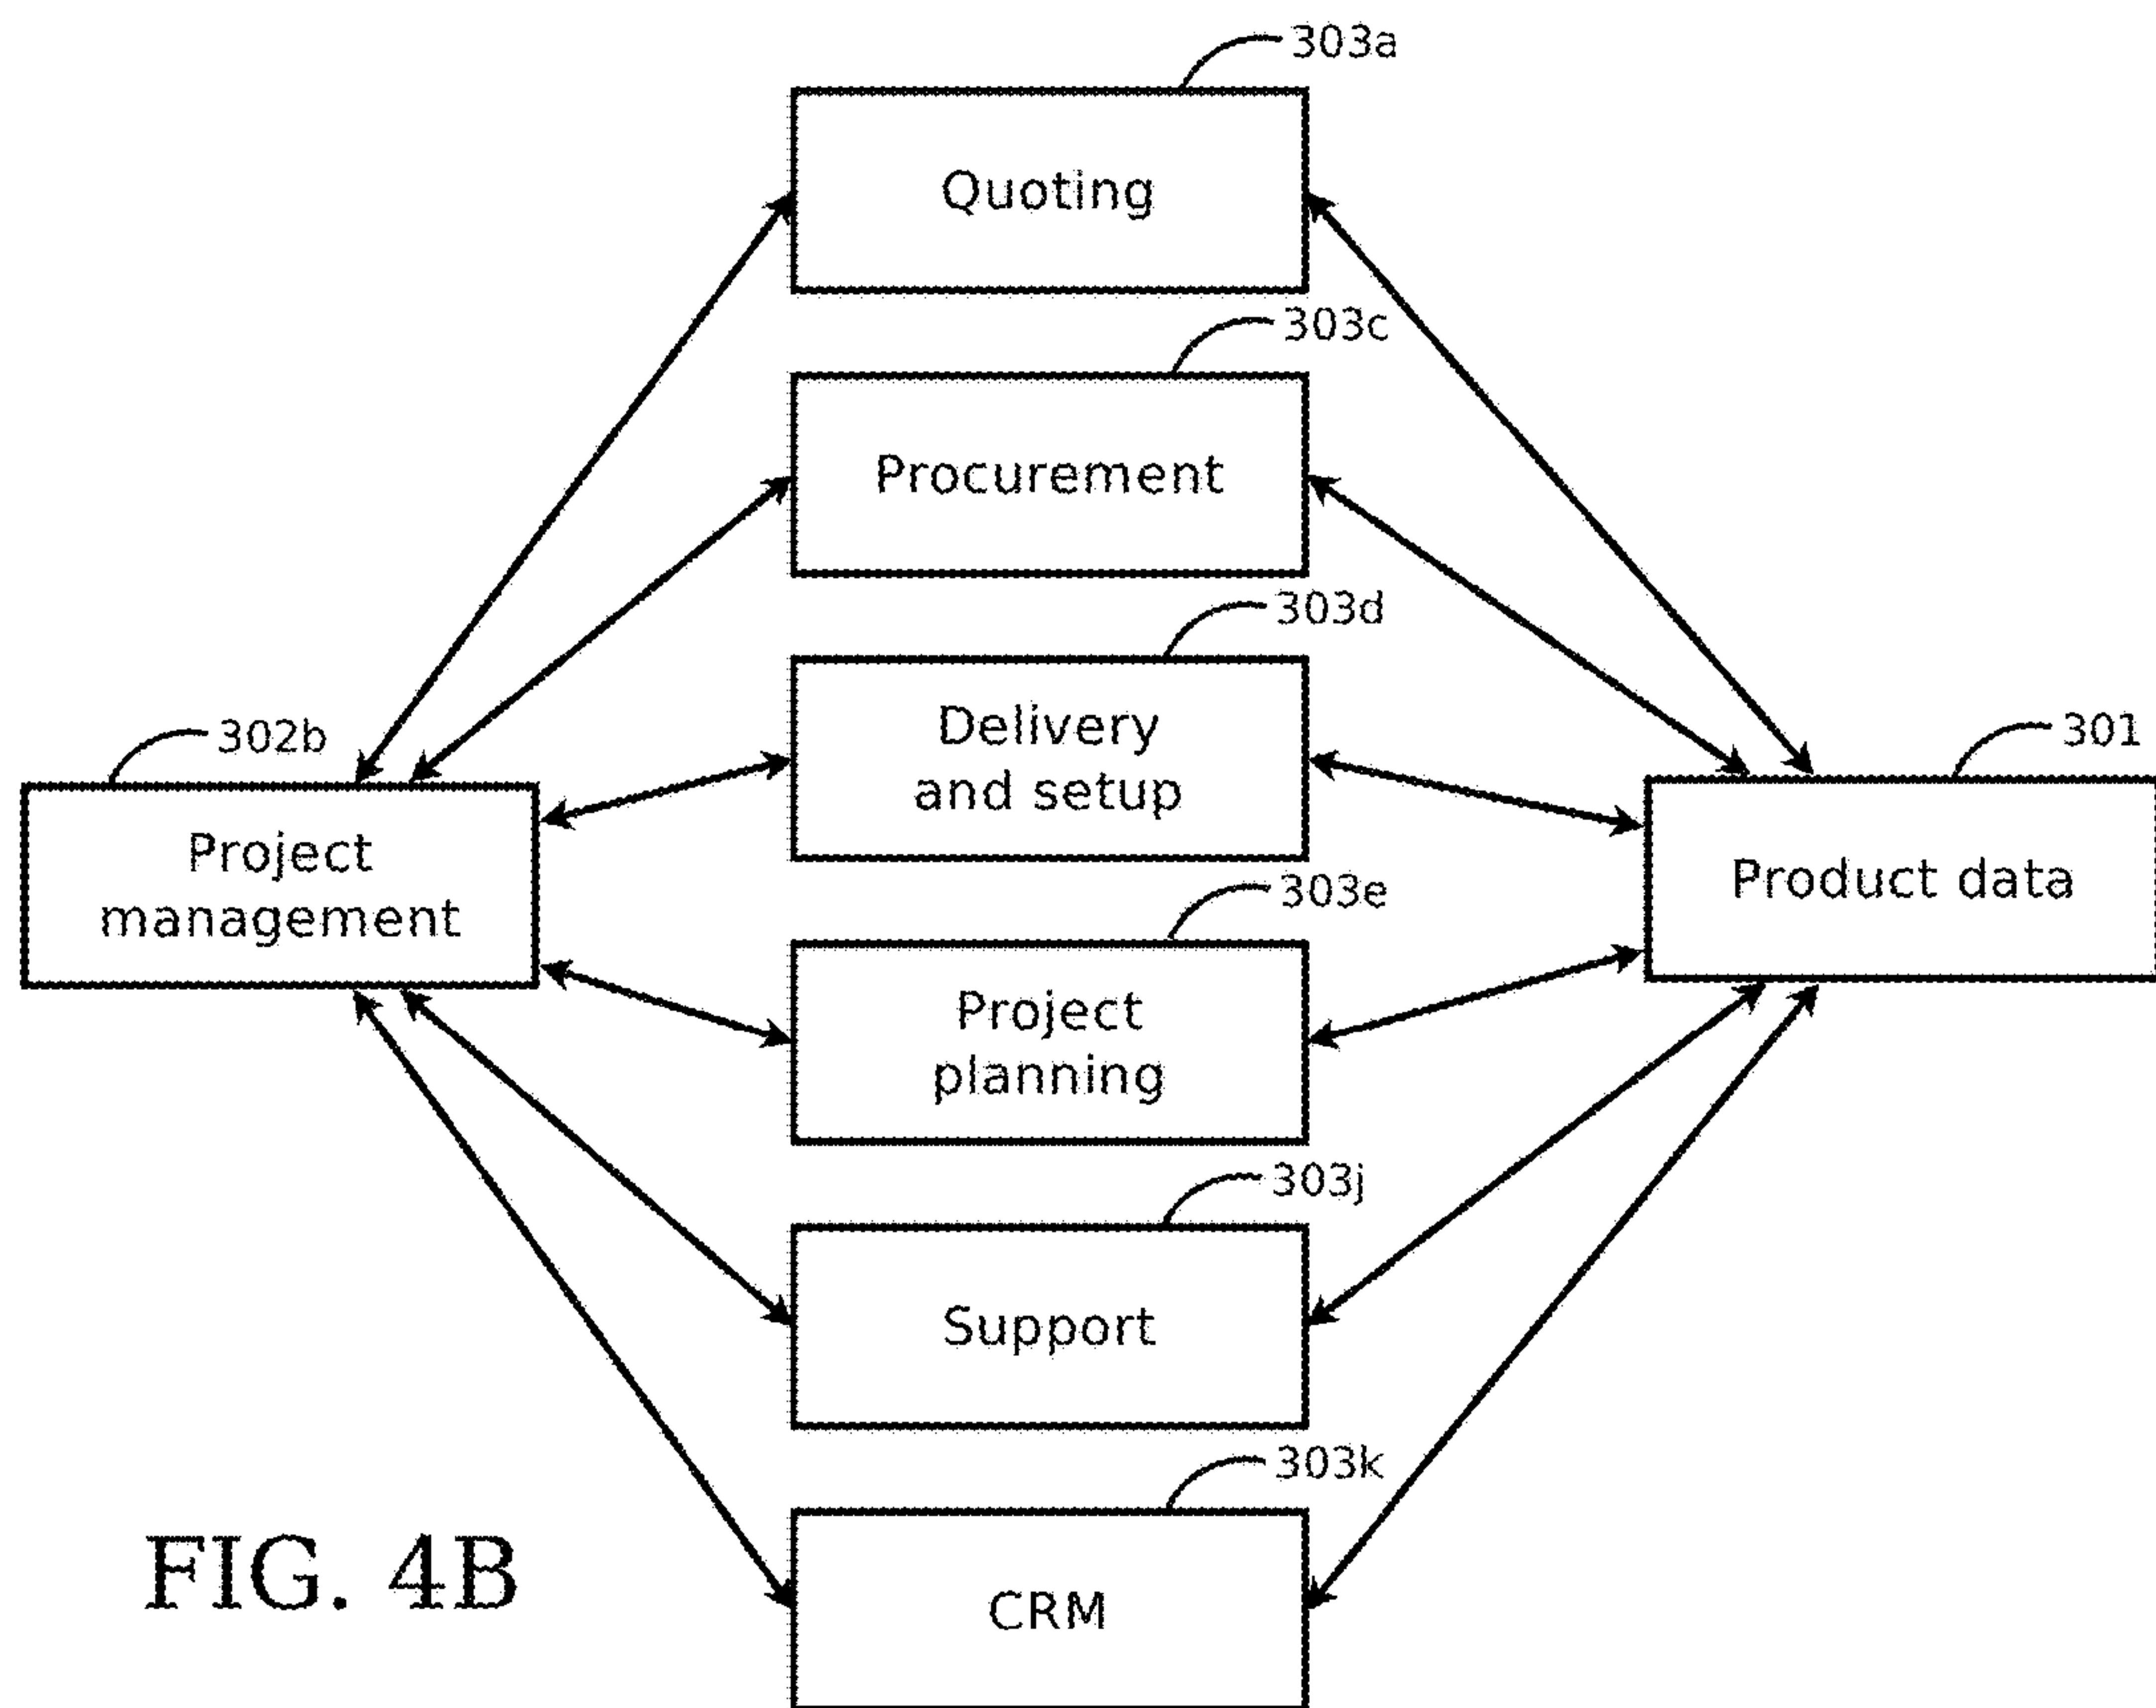 303a
Quoting
303c
Procurement
303d
Delivery
and setup
302b
Project
management
301
Product data
303e
Project
planning
303j
Support
303k
CRM
FIG. 4B